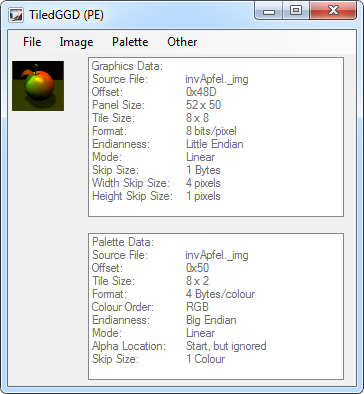 TiledGGD (PE)
File Image Palette Other
Graphics Data:
Source File: invApfel._img
Offset: 0x48D
Panel Size: 52 x 50
Tile Size: 8 x 8
Format: 8 bits/pixel
Endianness: Little Endian
Mode: Linear
Skip Size: 1 Bytes
Width Skip Size: 4 pixels
Height Skip Size: 1 pixels
Palette Data:
Source File: invApfel._img
Offset: 0x50
Tile Size: 8 x 2
Format: 4 Bytes/colour
Colour Order: RGB
Endianness: Big Endian
Mode: Linear
Alpha Location: Start, but ignored
Skip Size: 1 Colour